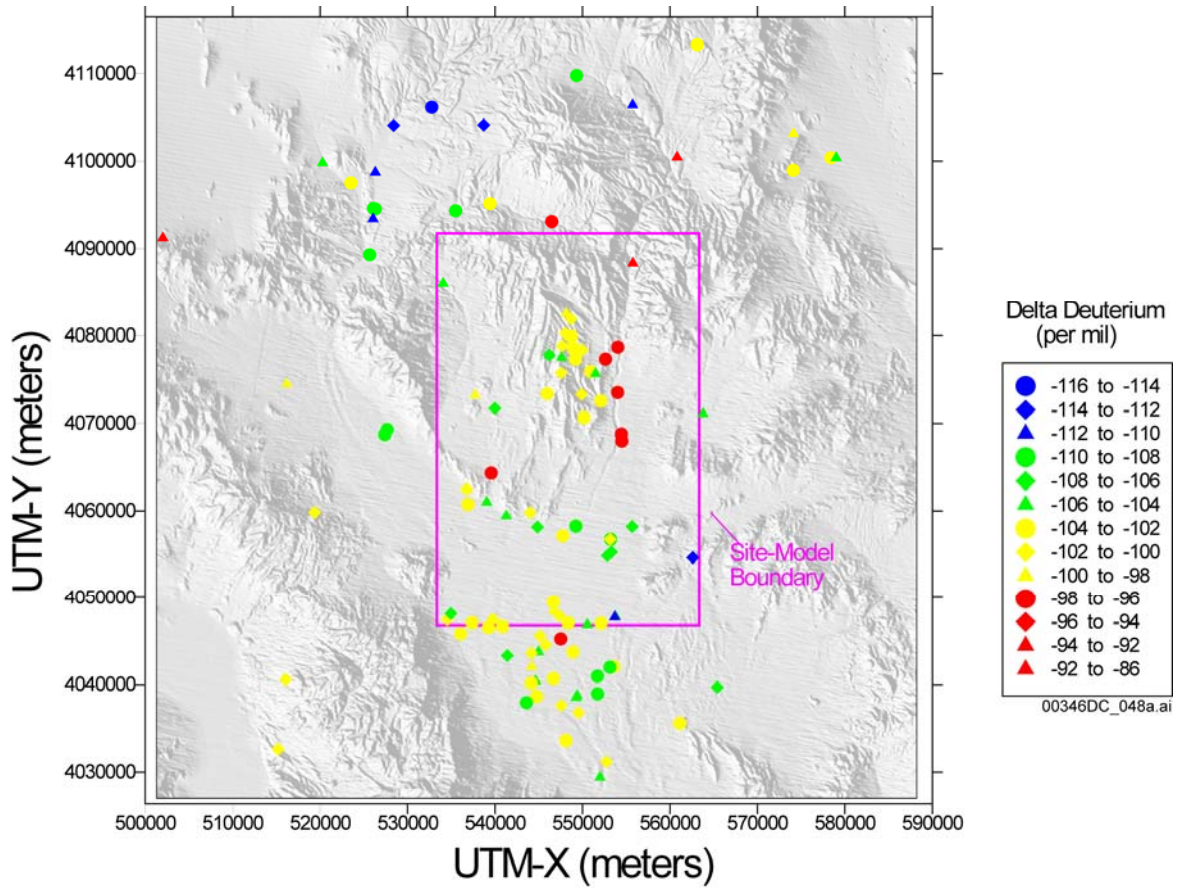 UTM-Y (meters)
4110000
4100000
4090000
4080000
4070000
4060000
4050000
4040000
4030000
Site-Model
Boundary
500000 510000 520000 530000 540000 550000 560000 570000 580000 590000
UTM-X (meters)
Delta Deuterium
(per mil)
-116 to -114
-114 to -112
-112 to -110
-110 to -108
-108 to -106
-106 to -104
-104 to -102
-102 to -100
-100 to -98
-98 to -96
-96 to -94
-94 to -92
-92 to -86
00346DC_048a.ai